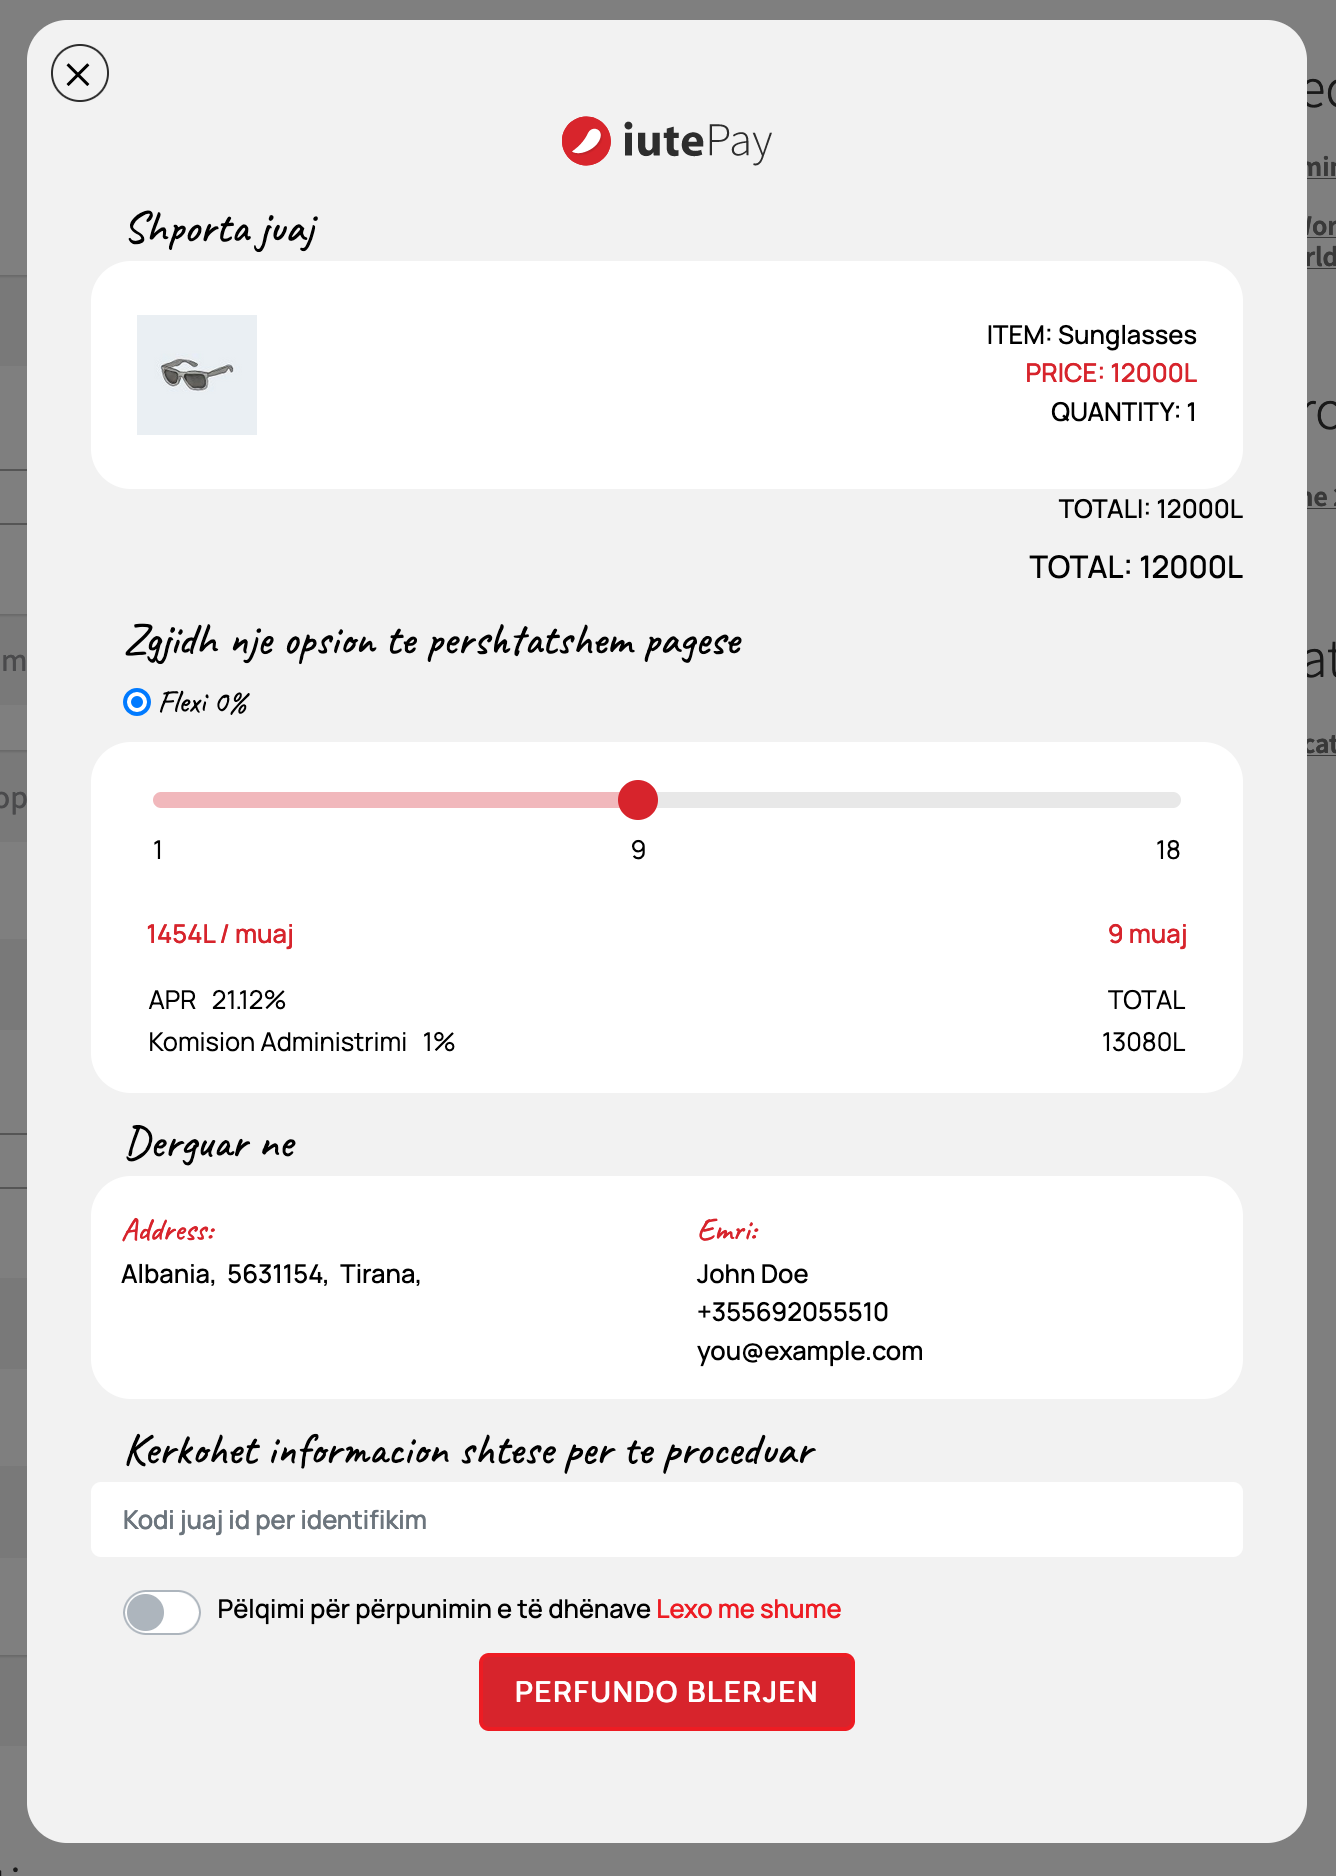 iutePay
Shporta juaj
ITEM: Sunglasses
PRICE: 12000L
QUANTITY: 1
TOTALI: 12000L
TOTAL: 12000L
Zgjidh nje opsion te pershtatshem pagese
Flexi 0%
1 9 18
1454L / muaj 9 muaj
APR 21.12% TOTAL
Komision Administrimi 1% 13080L
Derguar ne
Address: Emri:
Albania, 5631154, Tirana, John Doe
+355692055510
you@example.com
Kerkohet informacion shtese per te proceduar
Kodi juaj id per identifikim
Pëlqimi për përpunimin e të dhënave Lexo me shume
PERFUNDO BLERJEN